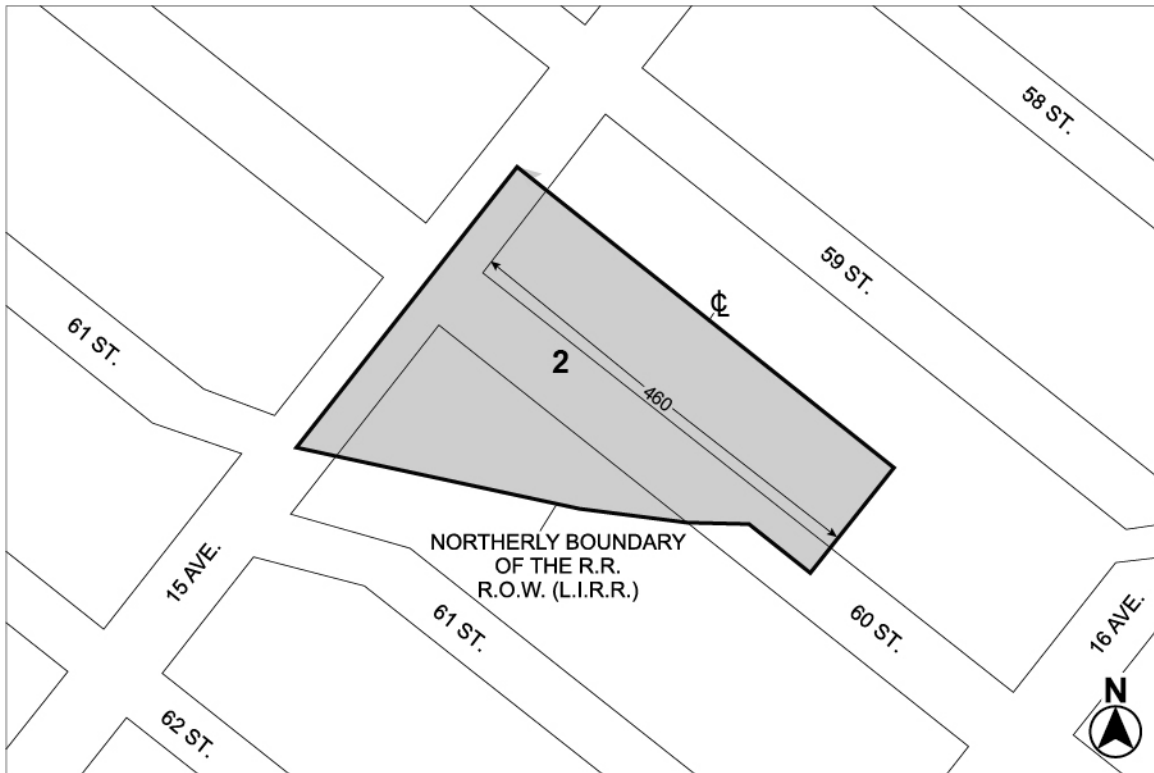 58 ST.
59 ST.
℄
61 ST.
2
460
NORTHERLY BOUNDARY
OF THE R.R.
R.O.W. (L.I.R.R.)
15 AVE.
61 ST.
60 ST.
16 AVE.
62 ST.
N